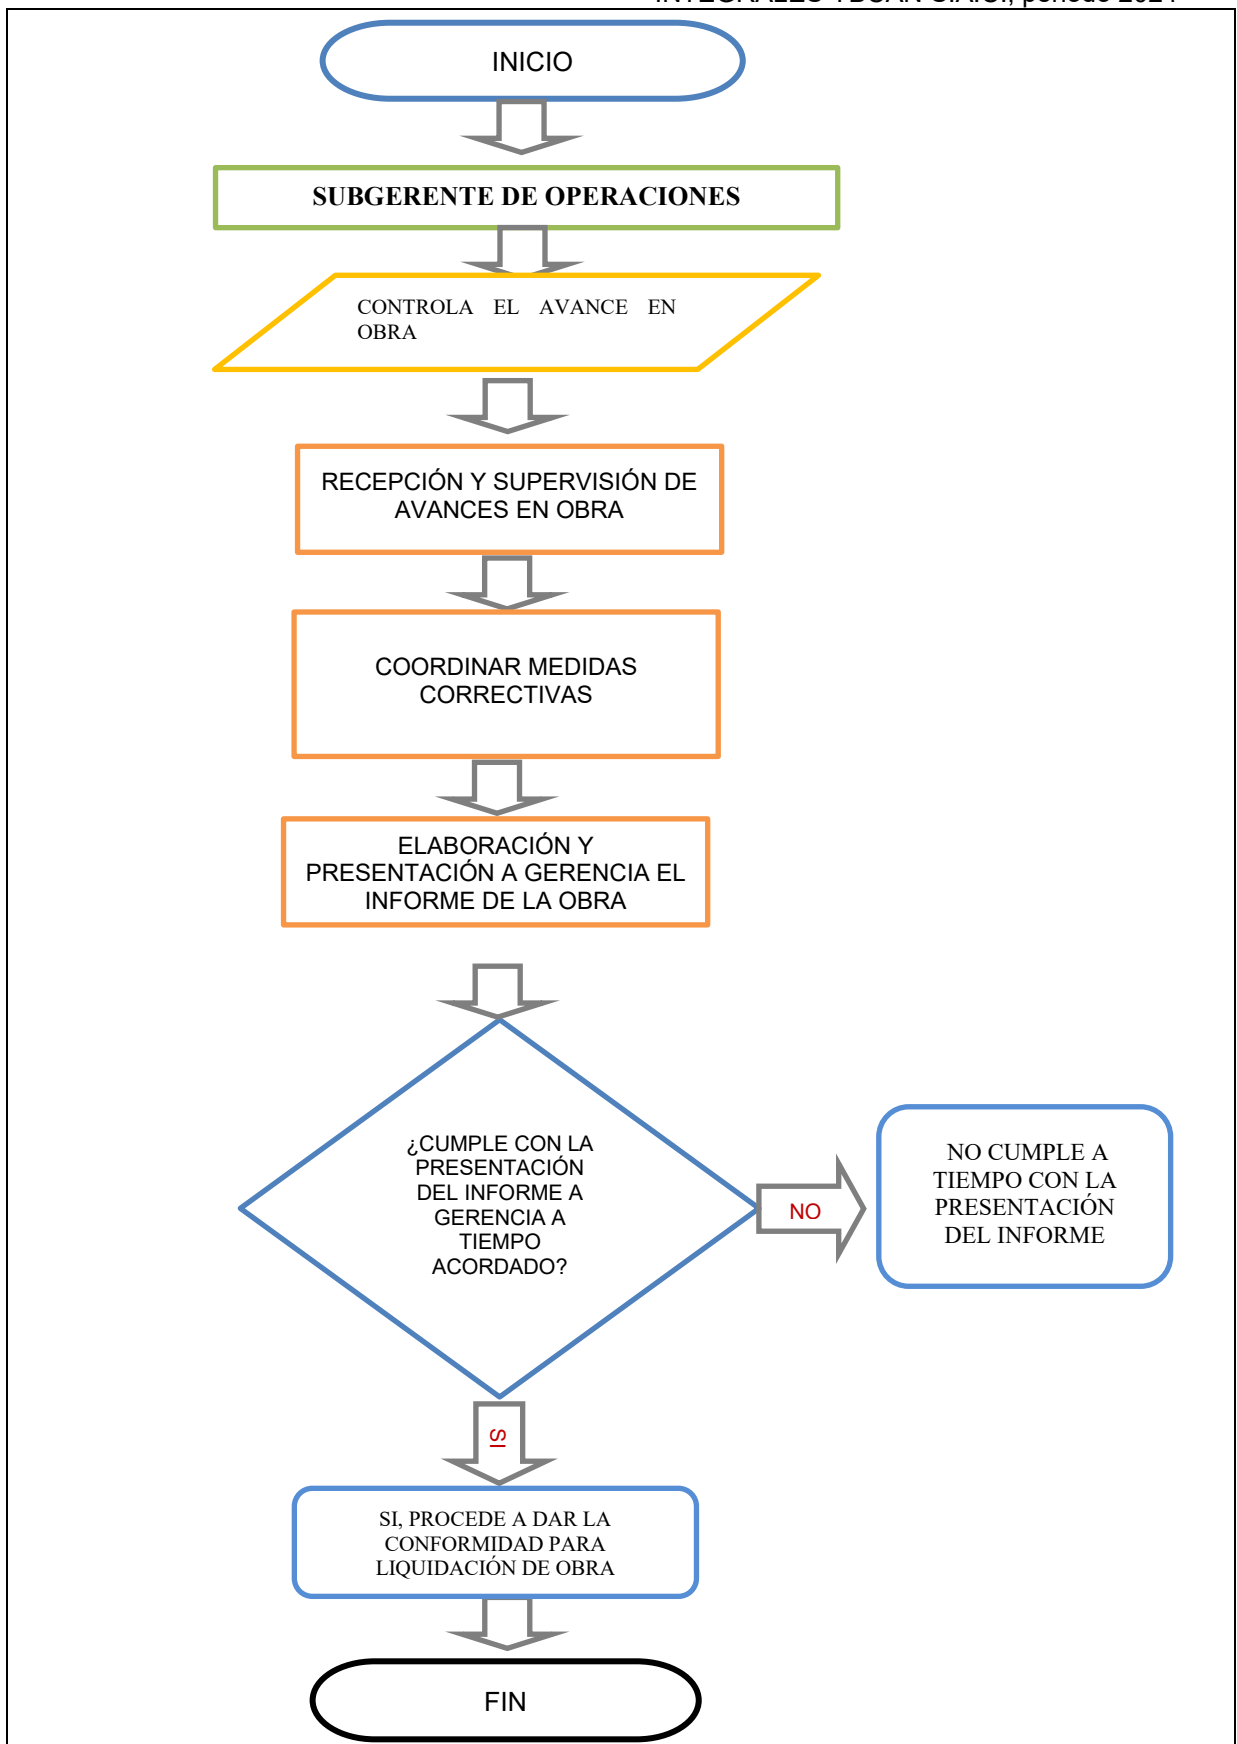 INICIO
SUBGERENTE DE OPERACIONES
CONTROLA EL AVANCE EN
OBRA
RECEPCIÓN Y SUPERVISIÓN DE
AVANCES EN OBRA
COORDINAR MEDIDAS
CORRECTIVAS
ELABORACIÓN Y
PRESENTACIÓN A GERENCIA EL
INFORME DE LA OBRA
¿CUMPLE CON LA
PRESENTACIÓN
DEL INFORME A
GERENCIA A
TIEMPO
ACORDADO?
NO
NO CUMPLE A
TIEMPO CON LA
PRESENTACIÓN
DEL INFORME
SI
SI, PROCEDE A DAR LA
CONFORMIDAD PARA
LIQUIDACIÓN DE OBRA
FIN